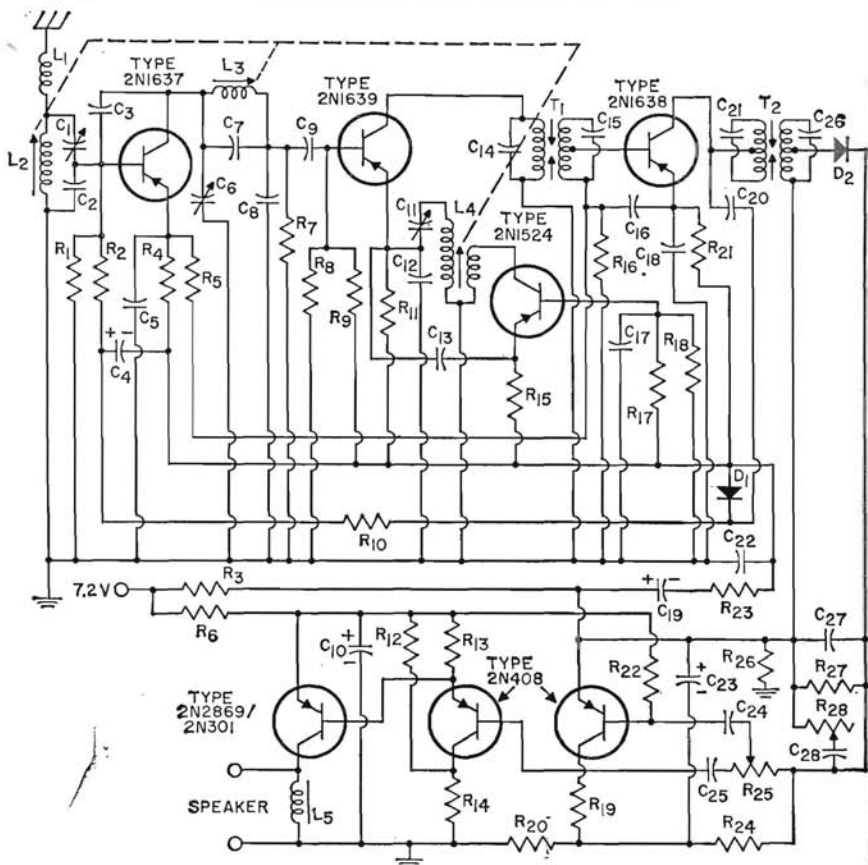 L1
L2
C1
C2
C3
TYPE
2N1637
L3
C7
C6
C8
C9
TYPE
2N1639
C14
T1
C15
TYPE
2N1638
C21
T2
C26
D2
C20
R1
R2
R4
R5
C5
+ -
C4
R7
R8
R9
R11
C11
L4
C12
C13
TYPE
2N1524
R15
C16
R16
C18
R21
C17
R17
R18
D1
R10
C22
7.2V
R3
R6
+ -
C19
R23
C10
+
-
R12
R13
TYPE
2N408
R22
C23
+
-
R26
C27
R27
R28
C28
TYPE
2N2869/
2N301
C24
C25
R25
SPEAKER
L5
R14
R20
R19
R24